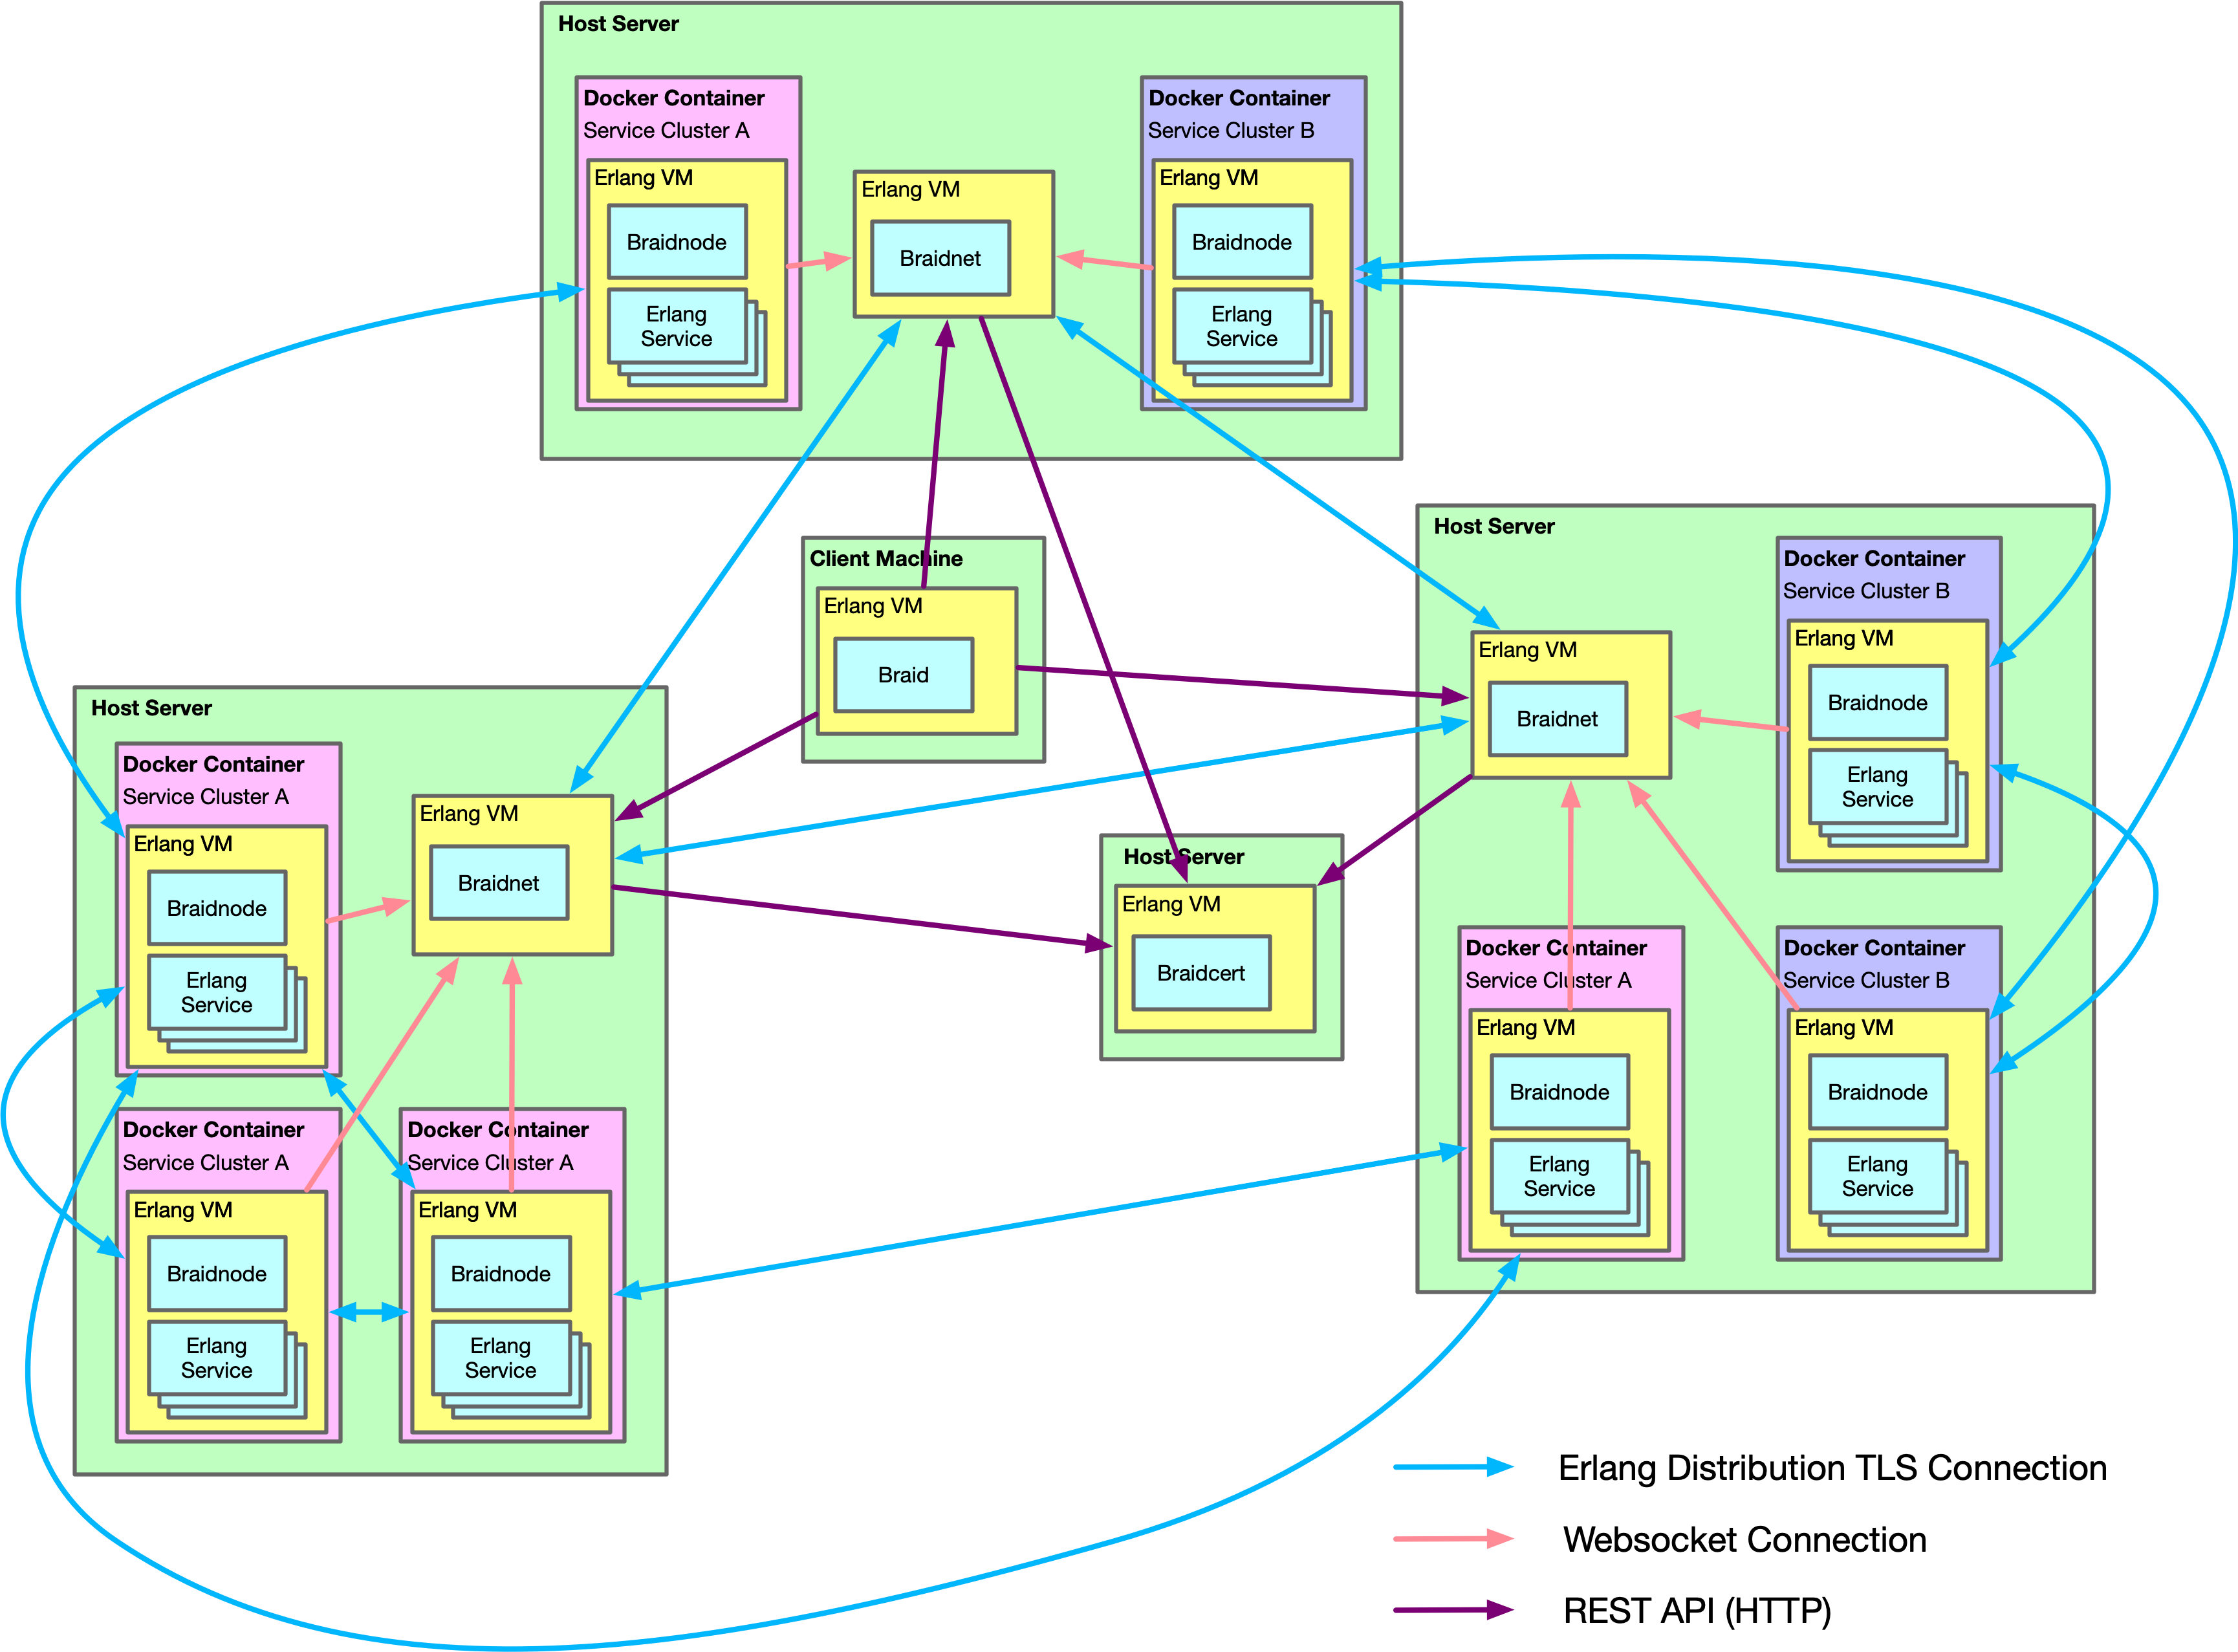 Host Server
Docker Container
Service Cluster A
Erlang VM
Braidnode
Erlang
Service
Erlang VM
Braidnet
Docker Container
Service Cluster B
Erlang VM
Braidnode
Erlang
Service
Client Machine
Erlang VM
Braid
Host Server
Docker Container
Service Cluster B
Erlang VM
Braidnode
Erlang
Service
Erlang VM
Braidnet
Docker Container
Service Cluster A
Erlang VM
Braidnode
Erlang
Service
Docker Container
Service Cluster B
Erlang VM
Braidnode
Erlang
Service
Host Server
Docker Container
Service Cluster A
Erlang VM
Braidnode
Erlang
Service
Erlang VM
Braidnet
Docker Container
Service Cluster A
Erlang VM
Braidnode
Erlang
Service
Docker Container
Service Cluster A
Erlang VM
Braidnode
Erlang
Service
Host Server
Erlang VM
Braidcert
Erlang Distribution TLS Connection
Websocket Connection
REST API (HTTP)